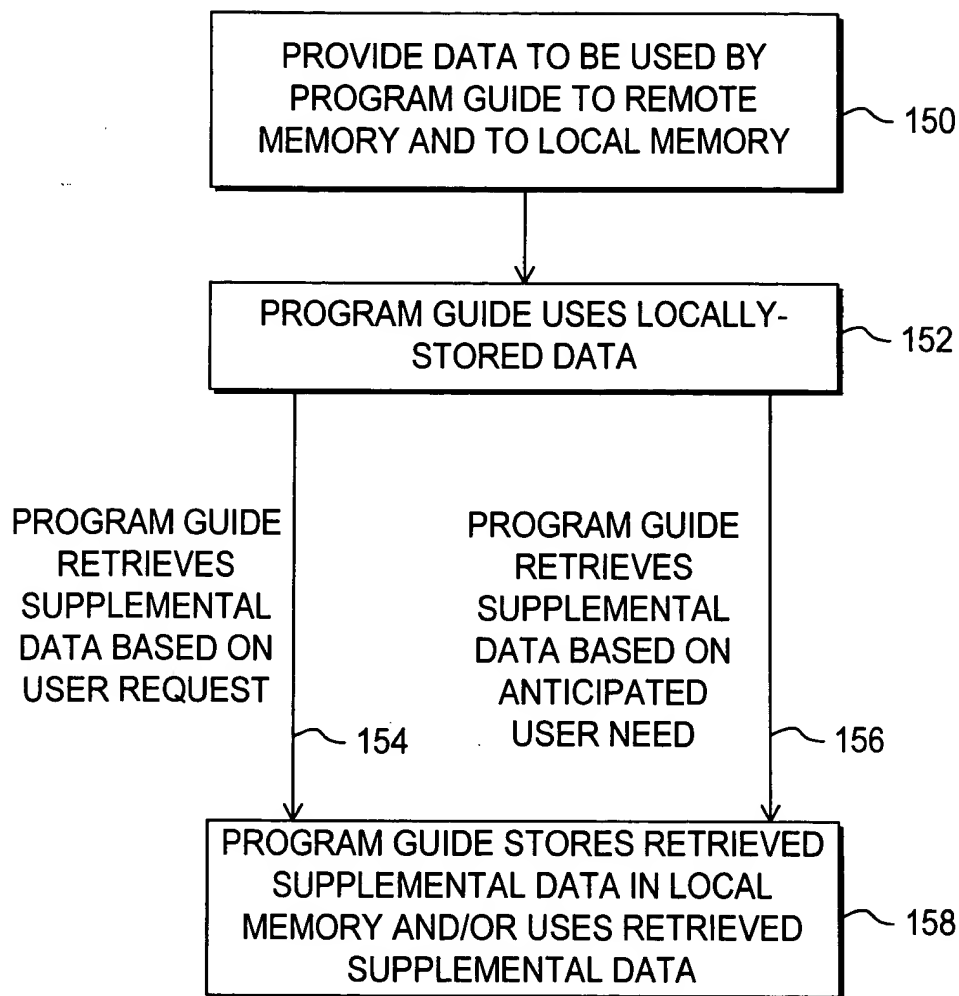 PROVIDE DATA TO BE USED BY
PROGRAM GUIDE TO REMOTE
MEMORY AND TO LOCAL MEMORY
150
PROGRAM GUIDE USES LOCALLY-
STORED DATA
152
PROGRAM GUIDE
RETRIEVES
SUPPLEMENTAL
DATA BASED ON
USER REQUEST
154
PROGRAM GUIDE
RETRIEVES
SUPPLEMENTAL
DATA BASED ON
ANTICIPATED
USER NEED
156
PROGRAM GUIDE STORES RETRIEVED
SUPPLEMENTAL DATA IN LOCAL
MEMORY AND/OR USES RETRIEVED
SUPPLEMENTAL DATA
158